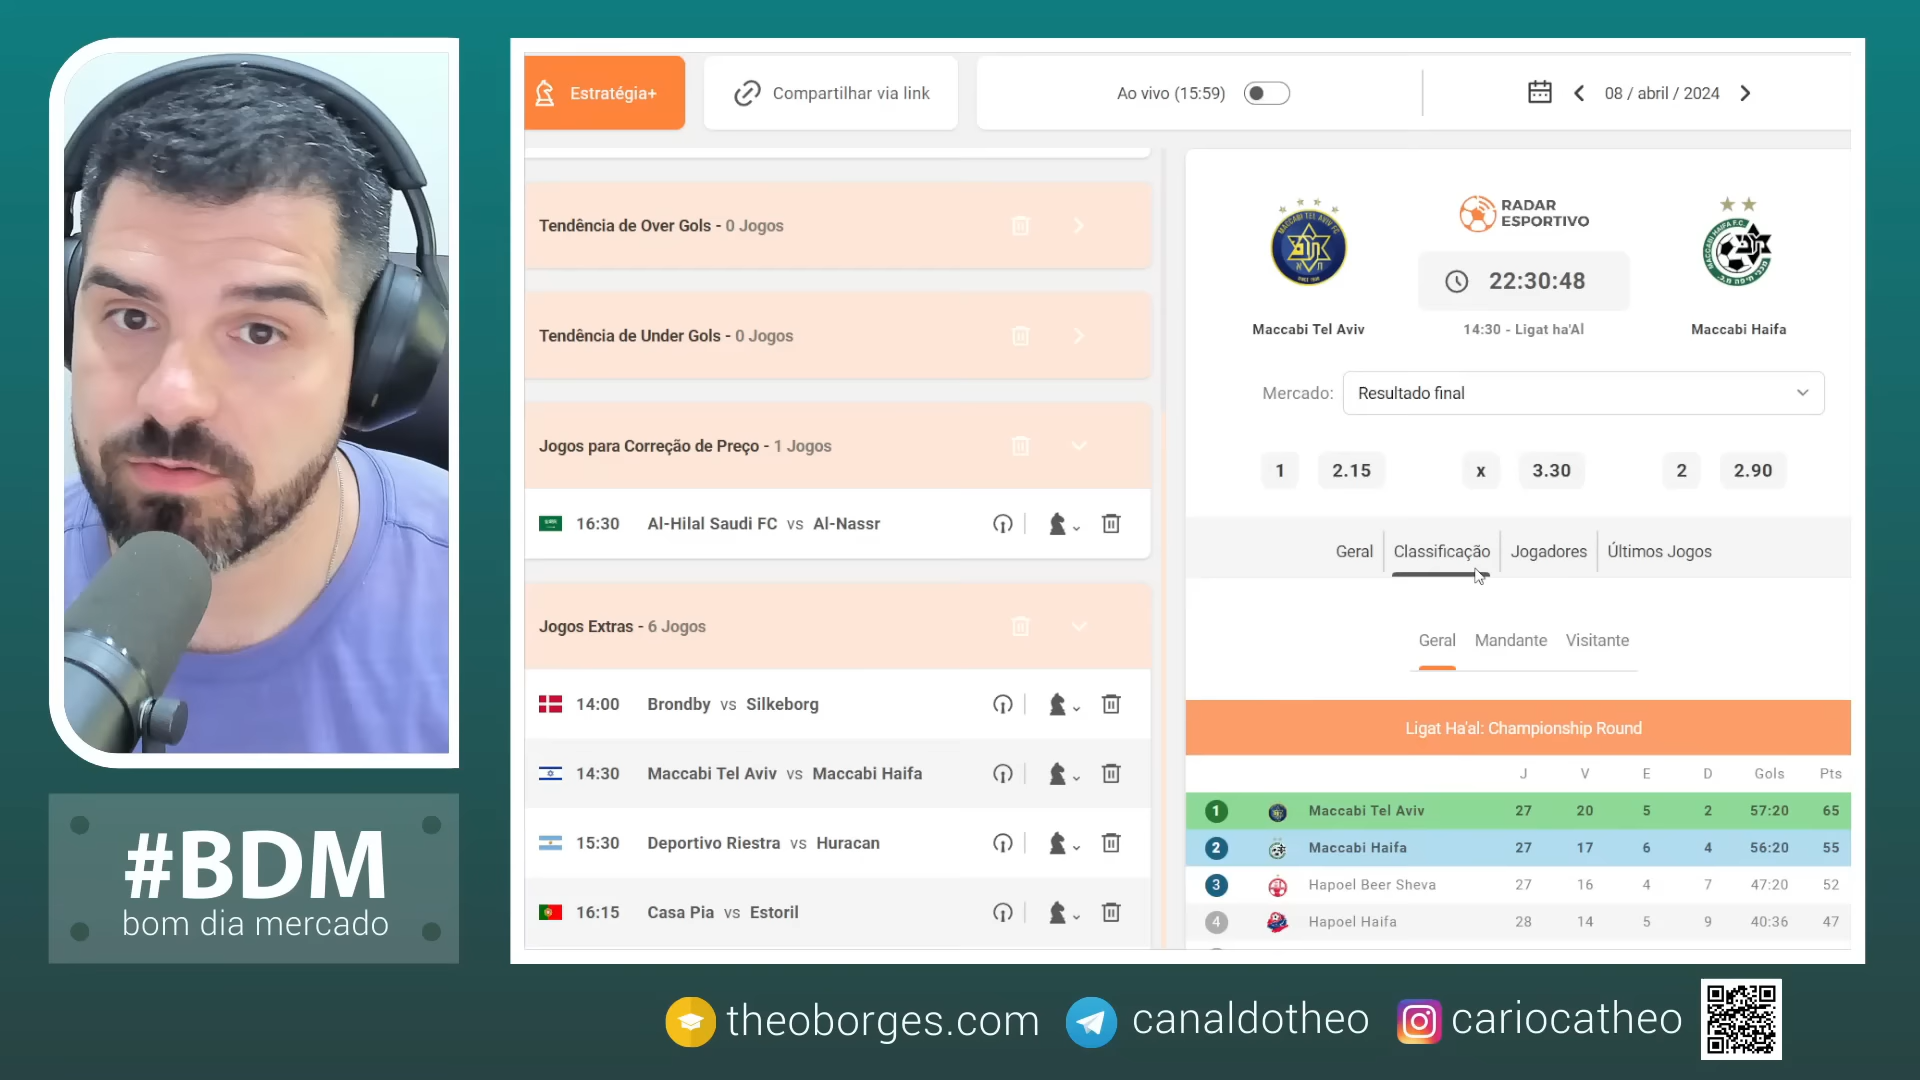 Estratégia+
Compartilhar via link
Ao vivo (15:59)
08 / abril / 2024
Tendência de Over Gols - 0 Jogos
Tendência de Under Gols - 0 Jogos
Jogos para Correção de Preço - 1 Jogos
16:30 Al-Hilal Saudi FC vs Al-Nassr
Jogos Extras - 6 Jogos
14:00 Brondby vs Silkeborg
14:30 Maccabi Tel Aviv vs Maccabi Haifa
15:30 Deportivo Riestra vs Huracan
16:15 Casa Pia vs Estoril
RADAR
ESPORTIVO
22:30:48
Maccabi Tel Aviv
14:30 - Ligat ha'Al
Maccabi Haifa
Mercado: Resultado final
1 2.15 x 3.30 2 2.90
Geral Classificação Jogadores Últimos Jogos
Geral Mandante Visitante
Ligat Ha'al: Championship Round
J V E D Gols Pts
1 Maccabi Tel Aviv 27 20 5 2 57:20 65
2 Maccabi Haifa 27 17 6 4 56:20 55
3 Hapoel Beer Sheva 27 16 4 7 47:20 52
4 Hapoel Haifa 28 14 5 9 40:36 47
#BDM
bom dia mercado
theoborges.com
canaldotheo
cariocatheo